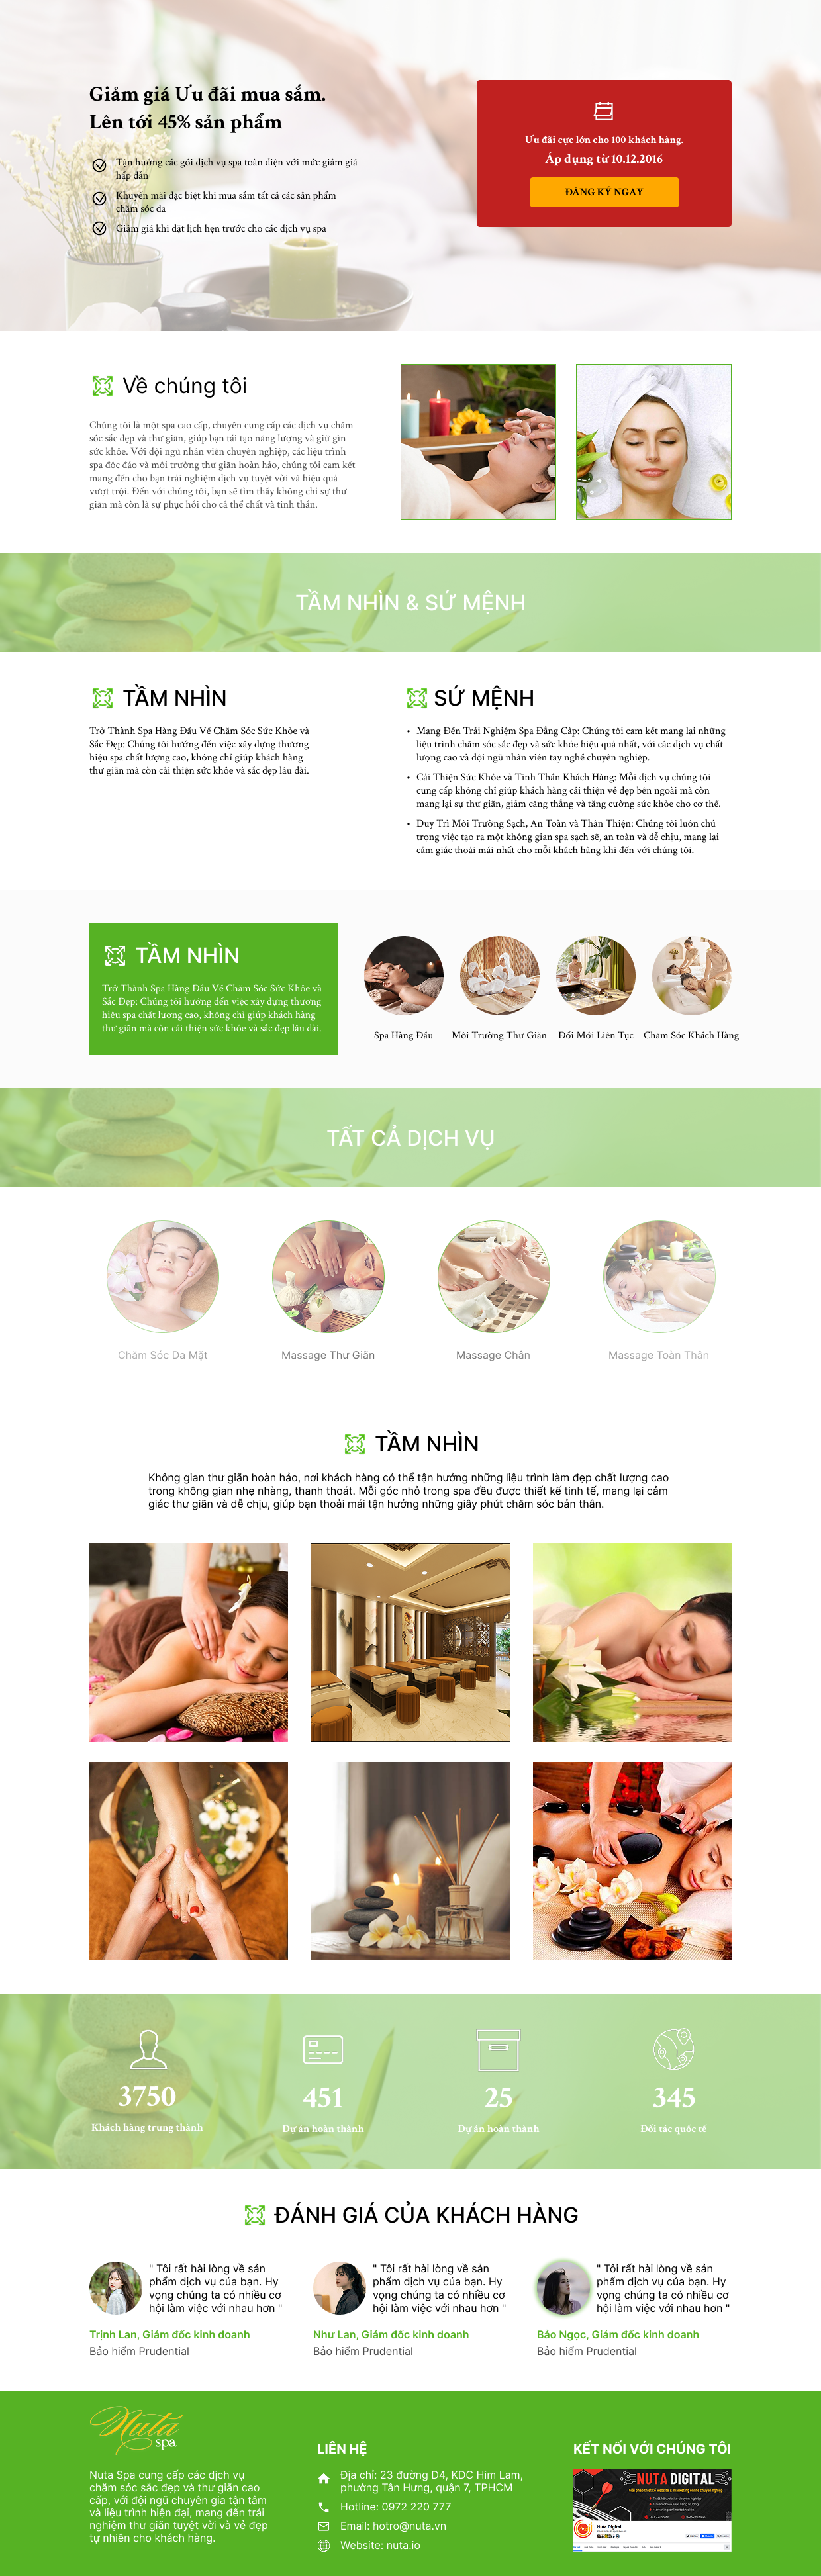 Giảm giá Ưu đãi mua sắm.
Lên tới 45% sản phẩm
Tận hưởng các gói dịch vụ spa toàn diện với mức giảm giá
hấp dẫn
Khuyến mãi đặc biệt khi mua sắm tất cả các sản phẩm
chăm sóc da
Giảm giá khi đặt lịch hẹn trước cho các dịch vụ spa
Ưu đãi cực lớn cho 100 khách hàng.
Áp dụng từ 10.12.2016
ĐĂNG KÝ NGAY
Về chúng tôi
Chúng tôi là một spa cao cấp, chuyên cung cấp các dịch vụ chăm
sóc sắc đẹp và thư giãn, giúp bạn tái tạo năng lượng và giữ gìn
sức khỏe. Với đội ngũ nhân viên chuyên nghiệp, các liệu trình
spa độc đáo và môi trường thư giãn hoàn hảo, chúng tôi cam kết
mang đến cho bạn trải nghiệm dịch vụ tuyệt vời và hiệu quả
vượt trội. Đến với chúng tôi, bạn sẽ tìm thấy không chỉ sự thư
giãn mà còn là sự phục hồi cho cả thể chất và tinh thần.
TẦM NHÌN & SỨ MỆNH
TẦM NHÌN
Trở Thành Spa Hàng Đầu Về Chăm Sóc Sức Khỏe và
Sắc Đẹp: Chúng tôi hướng đến việc xây dựng thương
hiệu spa chất lượng cao, không chỉ giúp khách hàng
thư giãn mà còn cải thiện sức khỏe và sắc đẹp lâu dài.
SỨ MỆNH
• Mang Đến Trải Nghiệm Spa Đẳng Cấp: Chúng tôi cam kết mang lại những
liệu trình chăm sóc sắc đẹp và sức khỏe hiệu quả nhất, với các dịch vụ chất
lượng cao và đội ngũ nhân viên tay nghề chuyên nghiệp.
• Cải Thiện Sức Khỏe và Tinh Thần Khách Hàng: Mỗi dịch vụ chúng tôi
cung cấp không chỉ giúp khách hàng cải thiện vẻ đẹp bên ngoài mà còn
mang lại sự thư giãn, giảm căng thẳng và tăng cường sức khỏe cho cơ thể.
• Duy Trì Môi Trường Sạch, An Toàn và Thân Thiện: Chúng tôi luôn chú
trọng việc tạo ra một không gian spa sạch sẽ, an toàn và dễ chịu, mang lại
cảm giác thoải mái nhất cho mỗi khách hàng khi đến với chúng tôi.
TẦM NHÌN
Trở Thành Spa Hàng Đầu Về Chăm Sóc Sức Khỏe và
Sắc Đẹp: Chúng tôi hướng đến việc xây dựng thương
hiệu spa chất lượng cao, không chỉ giúp khách hàng
thư giãn mà còn cải thiện sức khỏe và sắc đẹp lâu dài.
Spa Hàng Đầu
Môi Trường Thư Giãn
Đổi Mới Liên Tục
Chăm Sóc Khách Hàng
TẤT CẢ DỊCH VỤ
Chăm Sóc Da Mặt
Massage Thư Giãn
Massage Chân
Massage Toàn Thân
TẦM NHÌN
Không gian thư giãn hoàn hảo, nơi khách hàng có thể tận hưởng những liệu trình làm đẹp chất lượng cao
trong không gian nhẹ nhàng, thanh thoát. Mỗi góc nhỏ trong spa đều được thiết kế tinh tế, mang lại cảm
giác thư giãn và dễ chịu, giúp bạn thoải mái tận hưởng những giây phút chăm sóc bản thân.
3750
Khách hàng trung thành
451
Dự án hoàn thành
25
Dự án hoàn thành
345
Đối tác quốc tế
ĐÁNH GIÁ CỦA KHÁCH HÀNG
" Tôi rất hài lòng về sản
phẩm dịch vụ của bạn. Hy
vọng chúng ta có nhiều cơ
hội làm việc với nhau hơn "
Trịnh Lan, Giám đốc kinh doanh
Bảo hiểm Prudential
" Tôi rất hài lòng về sản
phẩm dịch vụ của bạn. Hy
vọng chúng ta có nhiều cơ
hội làm việc với nhau hơn "
Như Lan, Giám đốc kinh doanh
Bảo hiểm Prudential
" Tôi rất hài lòng về sản
phẩm dịch vụ của bạn. Hy
vọng chúng ta có nhiều cơ
hội làm việc với nhau hơn "
Bảo Ngọc, Giám đốc kinh doanh
Bảo hiểm Prudential
Nuta
spa
Nuta Spa cung cấp các dịch vụ
chăm sóc sắc đẹp và thư giãn cao
cấp, với đội ngũ chuyên gia tận tâm
và liệu trình hiện đại, mang đến trải
nghiệm thư giãn tuyệt vời và vẻ đẹp
tự nhiên cho khách hàng.
LIÊN HỆ
Địa chỉ: 23 đường D4, KDC Him Lam,
phường Tân Hưng, quận 7, TPHCM
Hotline: 0972 220 777
Email: hotro@nuta.vn
Website: nuta.io
KẾT NỐI VỚI CHÚNG TÔI
NUTA DIGITAL
Nuta Digital